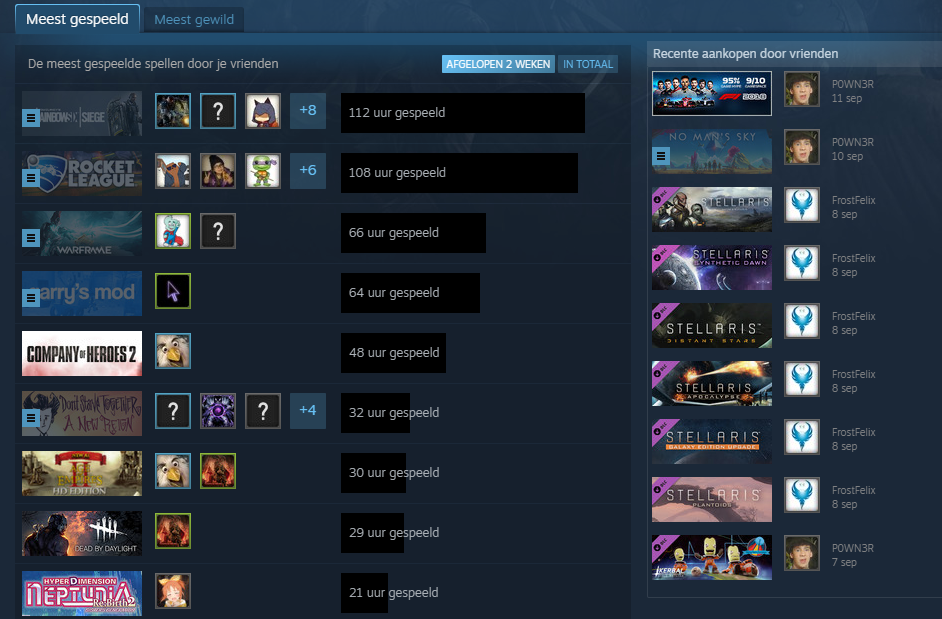 Meest gespeeld
Meest gewild
De meest gespeelde spellen door je vrienden
AFGELOPEN 2 WEKEN
IN TOTAAL
SIEGE
?
+8
112 uur gespeeld
ROCKET
LEAGUE
+6
108 uur gespeeld
WARFRAME
?
66 uur gespeeld
arry's mod
64 uur gespeeld
COMPANY OF HEROES 2
48 uur gespeeld
Don't Starve Together
A New Reign
?
?
+4
32 uur gespeeld
II
HD EDITION
30 uur gespeeld
DEAD BY DAYLIGHT
29 uur gespeeld
HYPERDIMENSION
NEPTUNIA
Re;Birth2
21 uur gespeeld
Recente aankopen door vrienden
95% 9/10
2018
P0WN3R
11 sep
NO MAN'S SKY
P0WN3R
10 sep
STELLARIS
FrostFelix
8 sep
STELLARIS
SYNTHETIC DAWN
FrostFelix
8 sep
STELLARIS
DISTANT STARS
FrostFelix
8 sep
STELLARIS
APOCALYPSE
FrostFelix
8 sep
STELLARIS
GALAXY EDITION UPGRADE
FrostFelix
8 sep
STELLARIS
PLANTOIDS
FrostFelix
8 sep
KERBAL
P0WN3R
7 sep